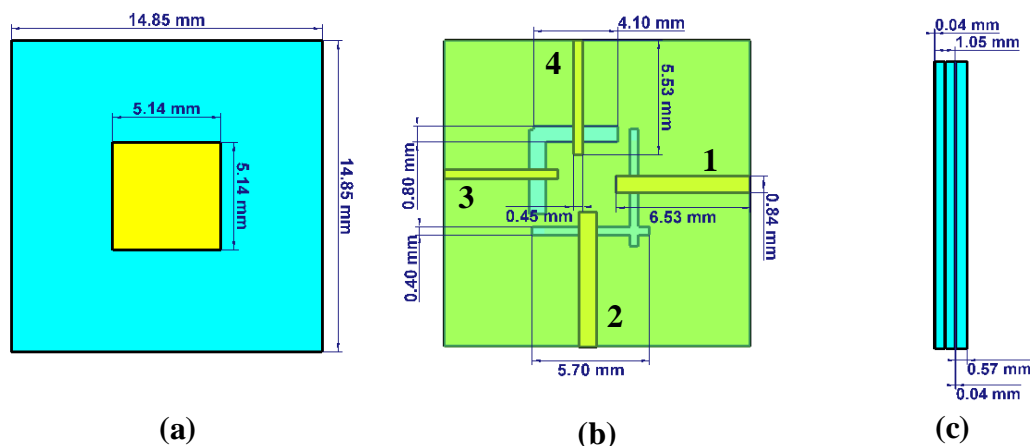 14.85 mm
5.14 mm
5.14 mm
14.85 mm
(a)
4.10 mm
4
5.53 mm
1
0.80 mm
3
0.45 mm
6.53 mm
0.84 mm
0.40 mm
2
5.70 mm
(b)
0.04 mm
1.05 mm
0.57 mm
0.04 mm
(c)